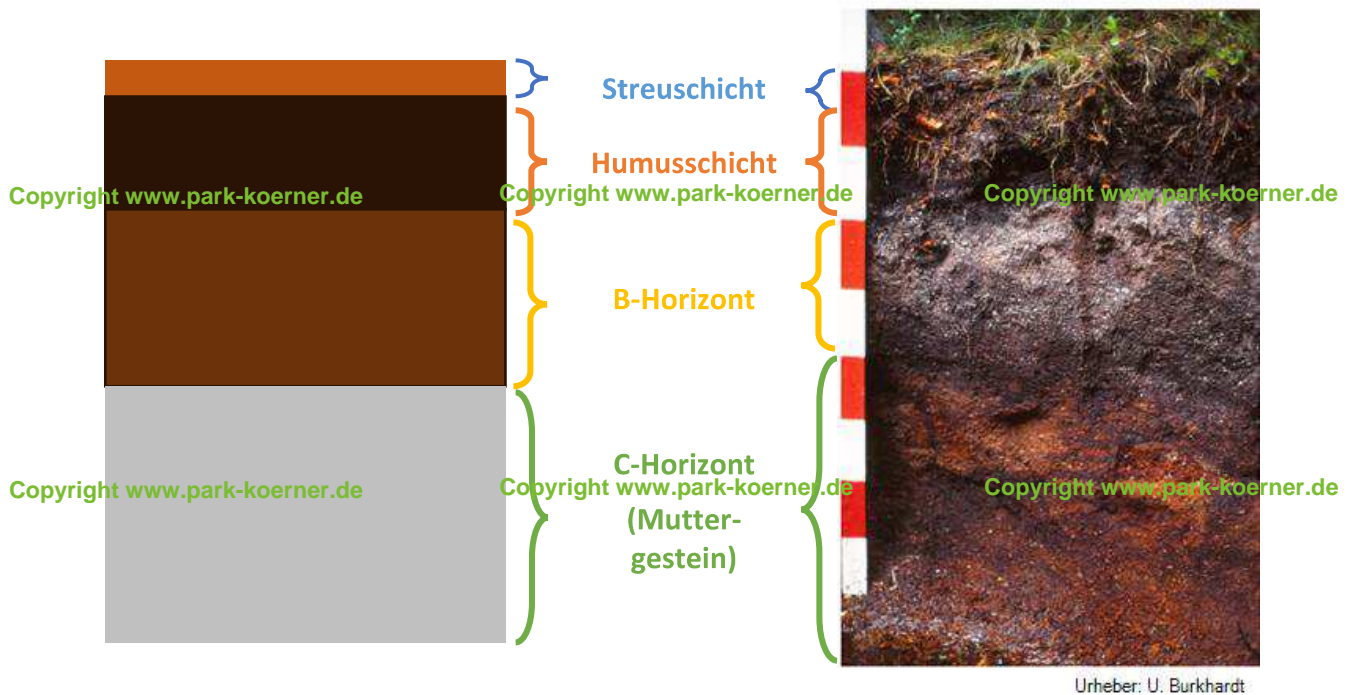 Streuschicht
Humusschicht
Copyright www.park-koerner.de
Copyright www.park-koerner.de
Copyright www.park-koerner.de
B-Horizont
C-Horizont
Copyright www.park-koerner.de
Copyright www.park-koerner.de
Copyright www.park-koerner.de
(Mutter-
gestein)
Urheber: U. Burkhardt